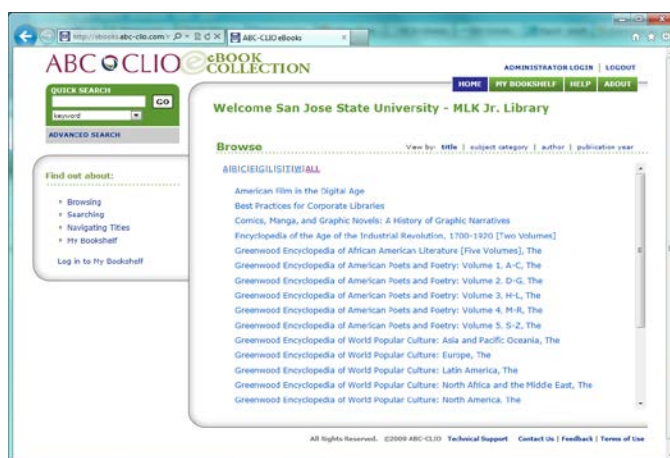 http://ebooks.abc-clio.com
ABC-CLIO eBooks
ABC CLIO eBOOK COLLECTION
ADMINISTRATOR LOGIN | LOGOUT
HOME MY BOOKSHELF HELP ABOUT
QUICK SEARCH
GO
keyword
ADVANCED SEARCH
Welcome San Jose State University - MLK Jr. Library
Browse
View by: title | subject category | author | publication year
A|B|C|E|G|L|S|T|W|ALL
Find out about:
Browsing
Searching
Navigating Titles
My Bookshelf
Log in to My Bookshelf
American Film in the Digital Age
Best Practices for Corporate Libraries
Comics, Manga, and Graphic Novels: A History of Graphic Narratives
Encyclopedia of the Age of the Industrial Revolution, 1700-1920 [Two Volumes]
Greenwood Encyclopedia of African American Literature [Five Volumes], The
Greenwood Encyclopedia of American Poets and Poetry: Volume 1, A-C, The
Greenwood Encyclopedia of American Poets and Poetry: Volume 2, D-G, The
Greenwood Encyclopedia of American Poets and Poetry: Volume 3, H-L, The
Greenwood Encyclopedia of American Poets and Poetry: Volume 4, M-R, The
Greenwood Encyclopedia of American Poets and Poetry: Volume 5, S-Z, The
Greenwood Encyclopedia of World Popular Culture: Asia and Pacific Oceania, The
Greenwood Encyclopedia of World Popular Culture: Europe, The
Greenwood Encyclopedia of World Popular Culture: Latin America, The
Greenwood Encyclopedia of World Popular Culture: North Africa and the Middle East, The
Greenwood Encyclopedia of World Popular Culture: North America, The
All Rights Reserved. ©2009 ABC-CLIO Technical Support Contact Us | Feedback | Terms of Use